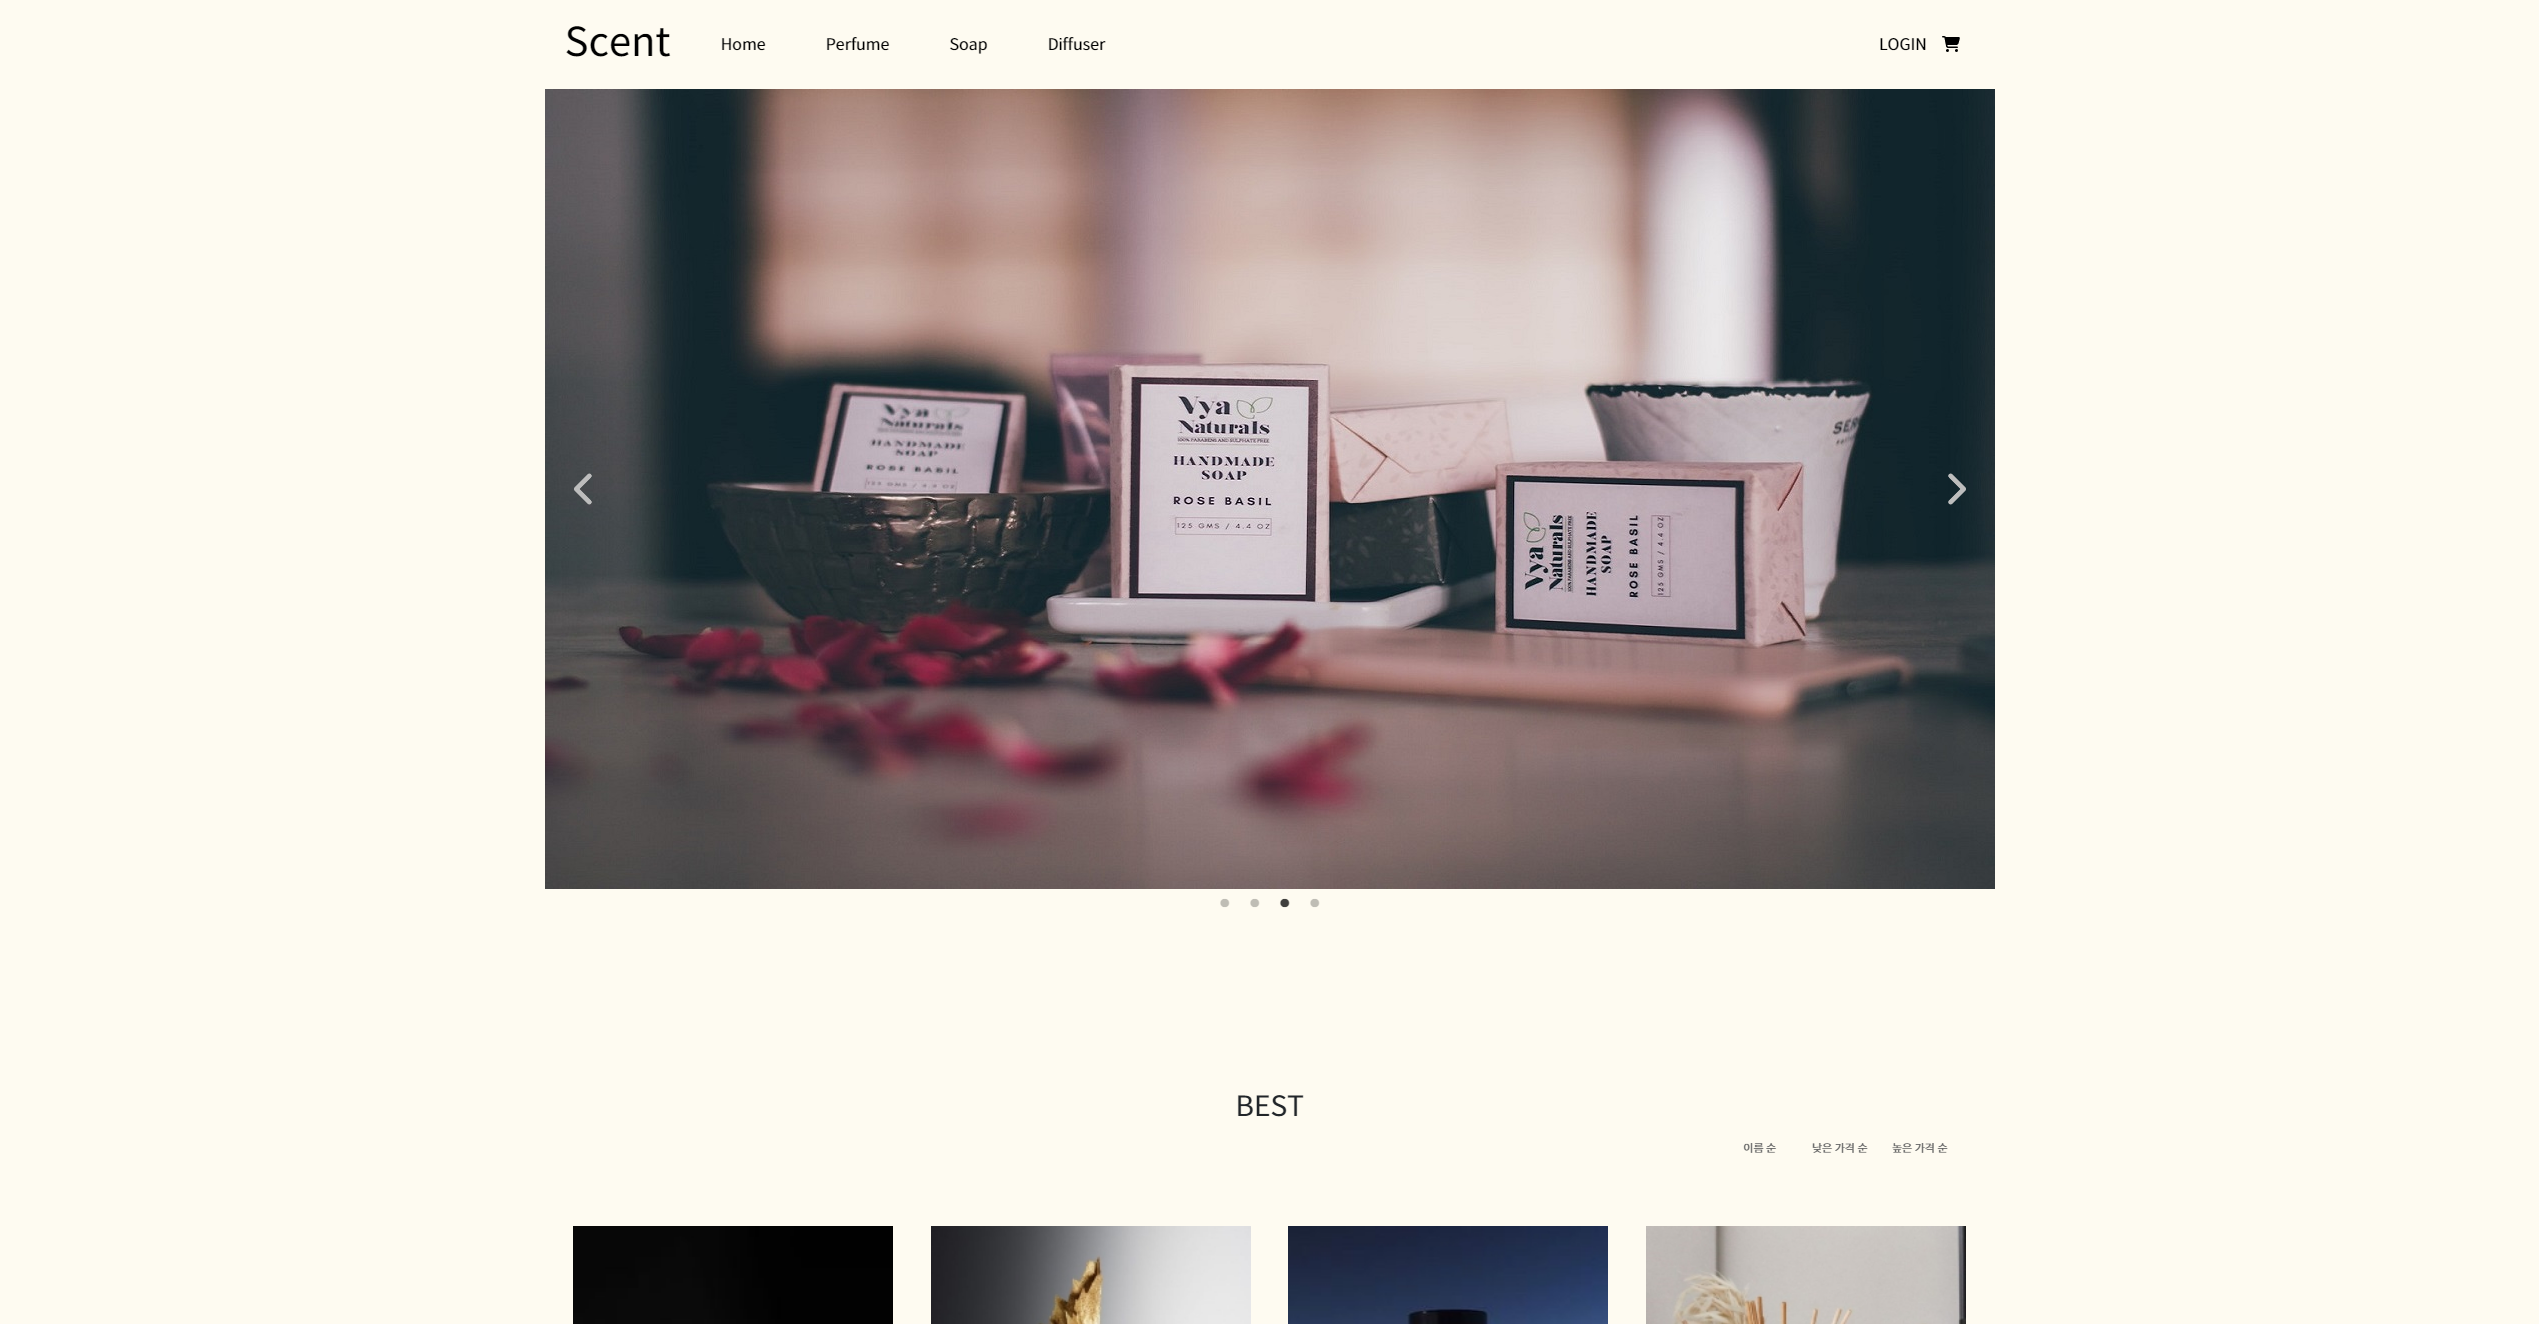 Scent
Home
Perfume
Soap
Diffuser
LOGIN
Vya
Naturals
HANDMADE
SOAP
ROSE BASIL
125 GMS / 4.4 OZ
Vya
Naturals
100% PARABENS AND SULPHATE FREE
HANDMADE
SOAP
ROSE BASIL
125 GMS / 4.4 OZ
Vya
Naturals
100% PARABENS AND SULPHATE FREE
HANDMADE
SOAP
ROSE BASIL
125 GMS / 4.4 OZ
BEST
이름 순
낮은 가격 순
높은 가격 순